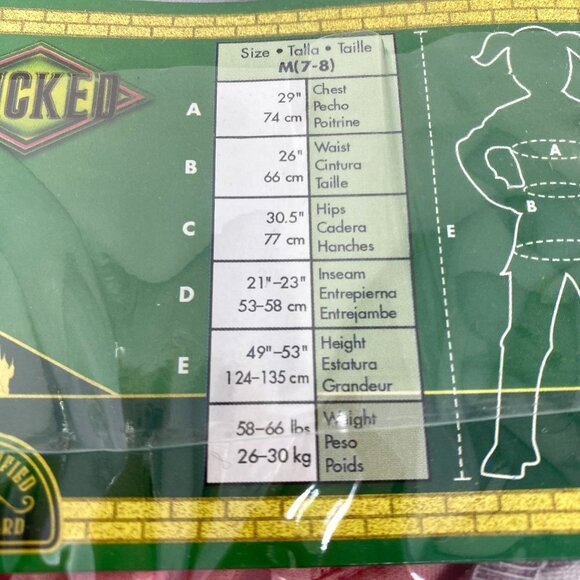 ICKED
Size • Talla • Taille
M(7-8)
A
29"
74 cm
Chest
Pecho
Poitrine
B
26"
66 cm
Waist
Cintura
Taille
C
30.5"
77 cm
Hips
Cadera
Hanches
D
21"-23"
53-58 cm
Inseam
Entrepierna
Entrejambe
E
49"-53"
124-135 cm
Height
Estatura
Grandeur
58-66 lbs
26-30 kg
Weight
Peso
Poids
A
B
E
IFIED
RD